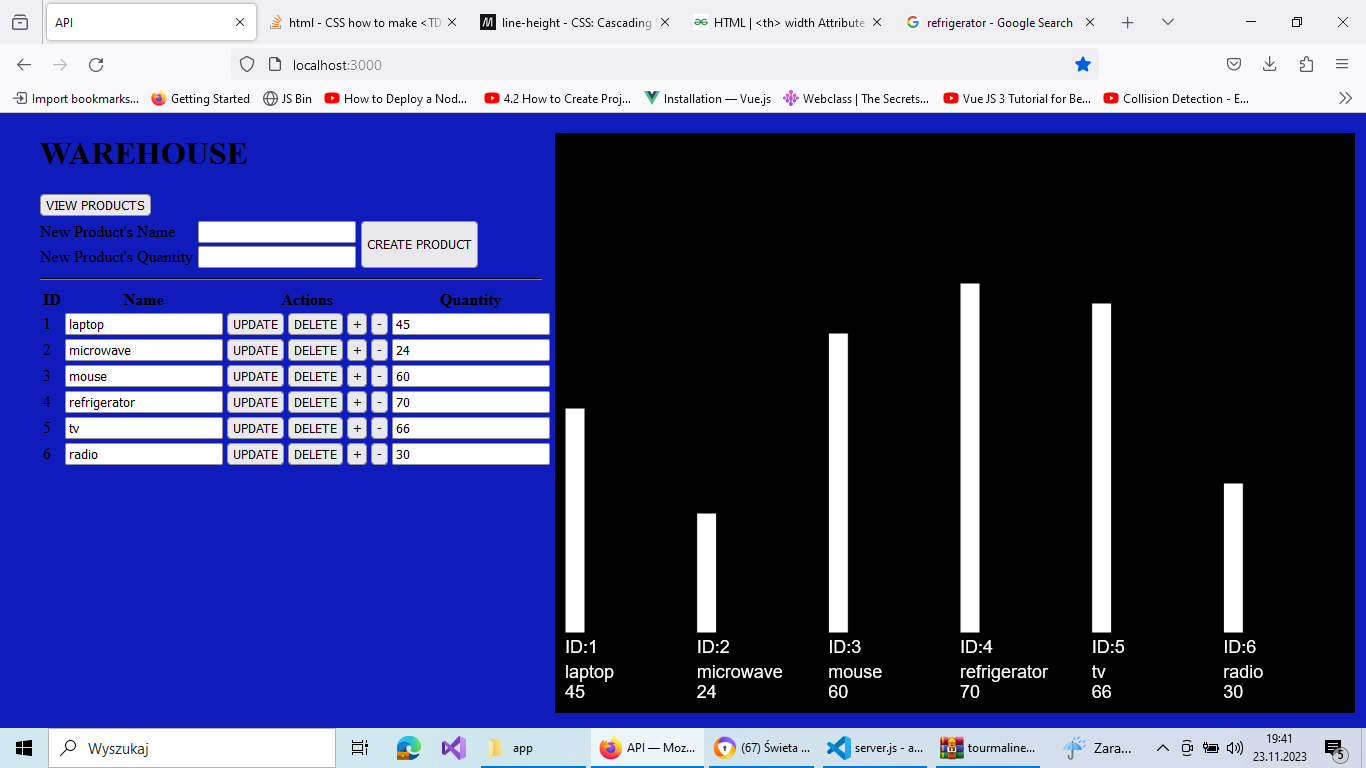 API
html - CSS how to make <TD
line-height - CSS: Cascading
HTML | <th> width Attribute
refrigerator - Google Search
localhost:3000
Import bookmarks...
Getting Started
JS Bin
How to Deploy a Nod...
4.2 How to Create Proj...
Installation — Vue.js
Webclass | The Secrets...
Vue JS 3 Tutorial for Be...
Collision Detection - E...
WAREHOUSE
VIEW PRODUCTS
New Product's Name
New Product's Quantity
CREATE PRODUCT
ID Name Actions Quantity
1 laptop UPDATE DELETE + - 45
2 microwave UPDATE DELETE + - 24
3 mouse UPDATE DELETE + - 60
4 refrigerator UPDATE DELETE + - 70
5 tv UPDATE DELETE + - 66
6 radio UPDATE DELETE + - 30
ID:1 ID:2 ID:3 ID:4 ID:5 ID:6
laptop microwave mouse refrigerator tv radio
45 24 60 70 66 30
Wyszukaj
app
API — Moz...
(67) Święta ...
server.js - a...
tourmaline...
Zara...
19:41
23.11.2023
5